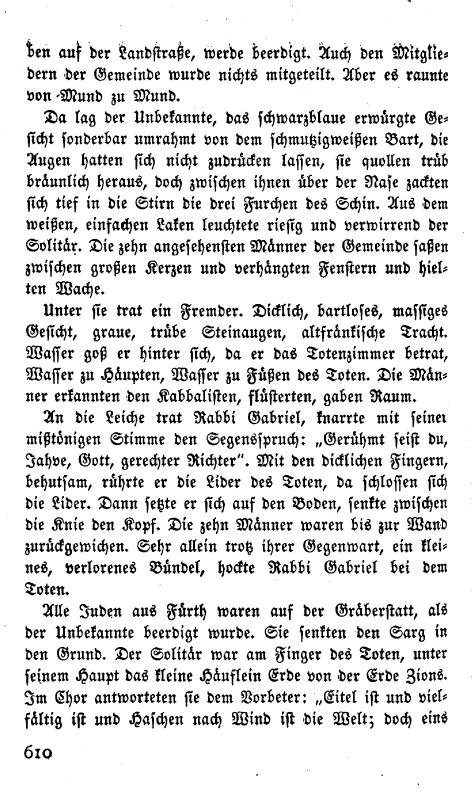 ben auf der Landstraße, werde beerdigt. Auch den Mitglie-
dern der Gemeinde wurde nichts mitgeteilt. Aber es raunte
von Mund zu Mund.
Da lag der Unbekannte, das schwarzblaue erwürgte Ge-
sicht sonderbar umrahmt von dem schmutzigweißen Bart, die
Augen hatten sich nicht zudrücken lassen, sie quollen trüb
bräunlich heraus, doch zwischen ihnen über der Nase zackten
sich tief in die Stirn die drei Furchen des Schin. Aus dem
weißen, einfachen Laken leuchtete riesig und verwirrend der
Solitär. Die zehn angesehensten Männer der Gemeinde saßen
zwischen großen Kerzen und verhängten Fenstern und hiel-
ten Wache.
Unter sie trat ein Fremder. Dicklich, bartloses, massiges
Gesicht, graue, trübe Steinaugen, altfränkische Tracht.
Wasser goß er hinter sich, da er das Totenzimmer betrat,
Wasser zu Häupten, Wasser zu Füßen des Toten. Die Män-
ner erkannten den Kabbalisten, flüsterten, gaben Raum.
An die Leiche trat Rabbi Gabriel, knarrte mit seiner
mißtönigen Stimme den Segensspruch: „Gerühmt seist du,
Jahve, Gott, gerechter Richter“. Mit den dicklichen Fingern,
behutsam, rührte er die Lider des Toten, da schlossen sich
die Lider. Dann setzte er sich auf den Boden, senkte zwischen
die Knie den Kopf. Die zehn Männer waren bis zur Wand
zurückgewichen. Sehr allein trotz ihrer Gegenwart, ein klei-
nes, verlorenes Bündel, hockte Rabbi Gabriel bei dem
Toten.
Alle Juden aus Fürth waren auf der Gräberstatt, als
der Unbekannte beerdigt wurde. Sie senkten den Sarg in
den Grund. Der Solitär war am Finger des Toten, unter
seinem Haupt das kleine Häuflein Erde von der Erde Zions.
Im Chor antworteten sie dem Vorbeter: „Eitel ist und viel-
fältig ist und Haschen nach Wind ist die Welt; doch eins
610